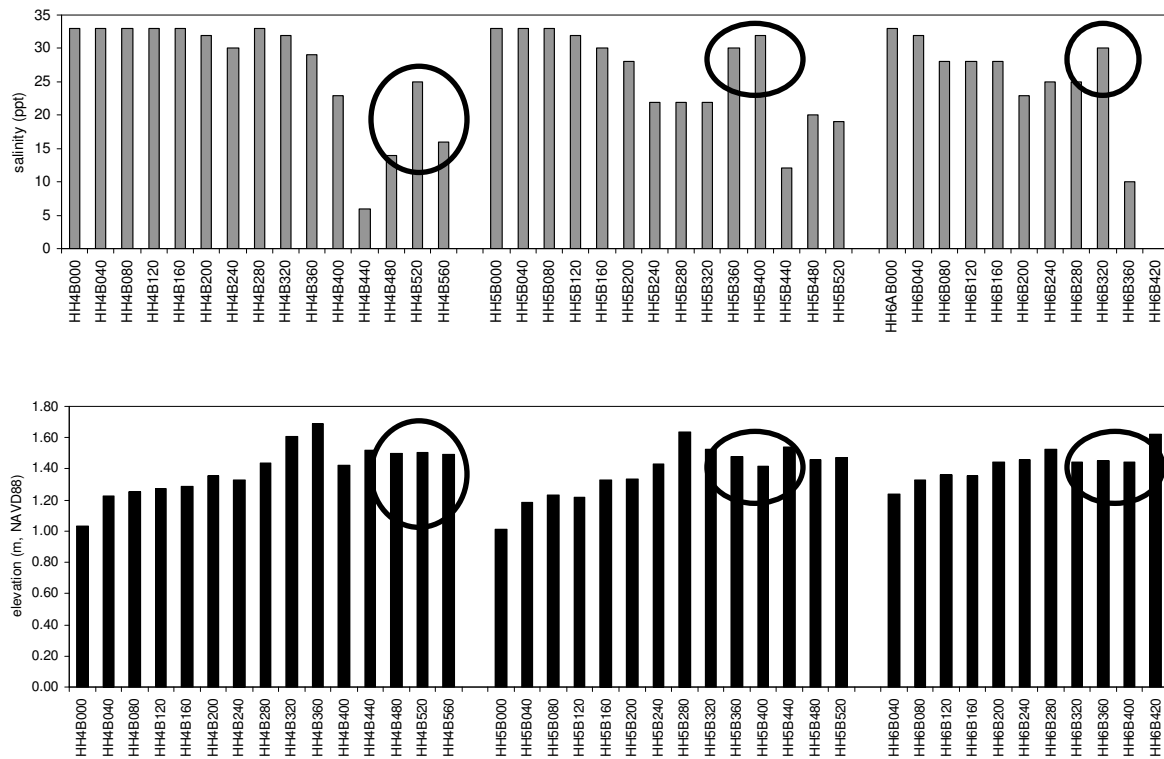 35
30
25
20
15
10
5
0
salinity (ppt)
HH4B000
HH4B040
HH4B080
HH4B120
HH4B160
HH4B200
HH4B240
HH4B280
HH4B320
HH4B360
HH4B400
HH4B440
HH4B480
HH4B520
HH4B560
HH5B000
HH5B040
HH5B080
HH5B120
HH5B160
HH5B200
HH5B240
HH5B280
HH5B320
HH5B360
HH5B400
HH5B440
HH5B480
HH5B520
HH6AB000
HH6B040
HH6B080
HH6B120
HH6B160
HH6B200
HH6B240
HH6B280
HH6B320
HH6B360
HH6B420
1.80
1.60
1.40
1.20
1.00
0.80
0.60
0.40
0.20
0.00
elevation (m, NAVD88)
HH4B000
HH4B040
HH4B080
HH4B120
HH4B160
HH4B200
HH4B240
HH4B280
HH4B320
HH4B360
HH4B400
HH4B440
HH4B480
HH4B520
HH4B560
HH5B000
HH5B040
HH5B080
HH5B120
HH5B160
HH5B200
HH5B240
HH5B280
HH5B320
HH5B360
HH5B400
HH5B440
HH5B480
HH5B520
HH6B040
HH6B080
HH6B120
HH6B160
HH6B200
HH6B240
HH6B280
HH6B320
HH6B360
HH6B400
HH6B420